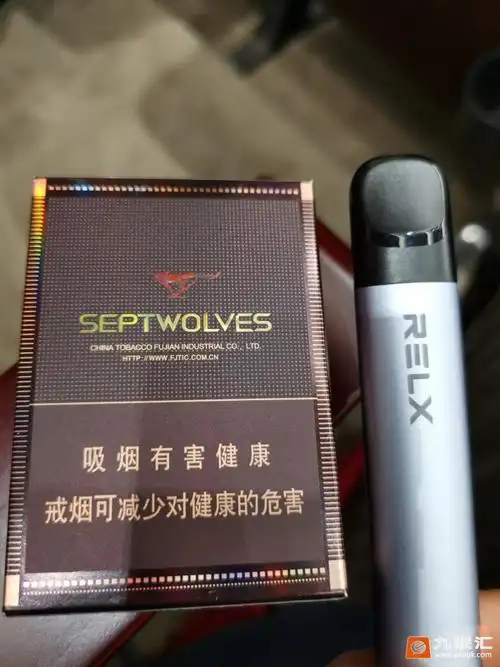 SEPTWOLVES
CHINA TOBACCO FUJIAN INDUSTRIAL CO., LTD.
HTTP://WWW.FJTIC.COM.CN
吸烟有害健康
戒烟可减少对健康的危害
RELX